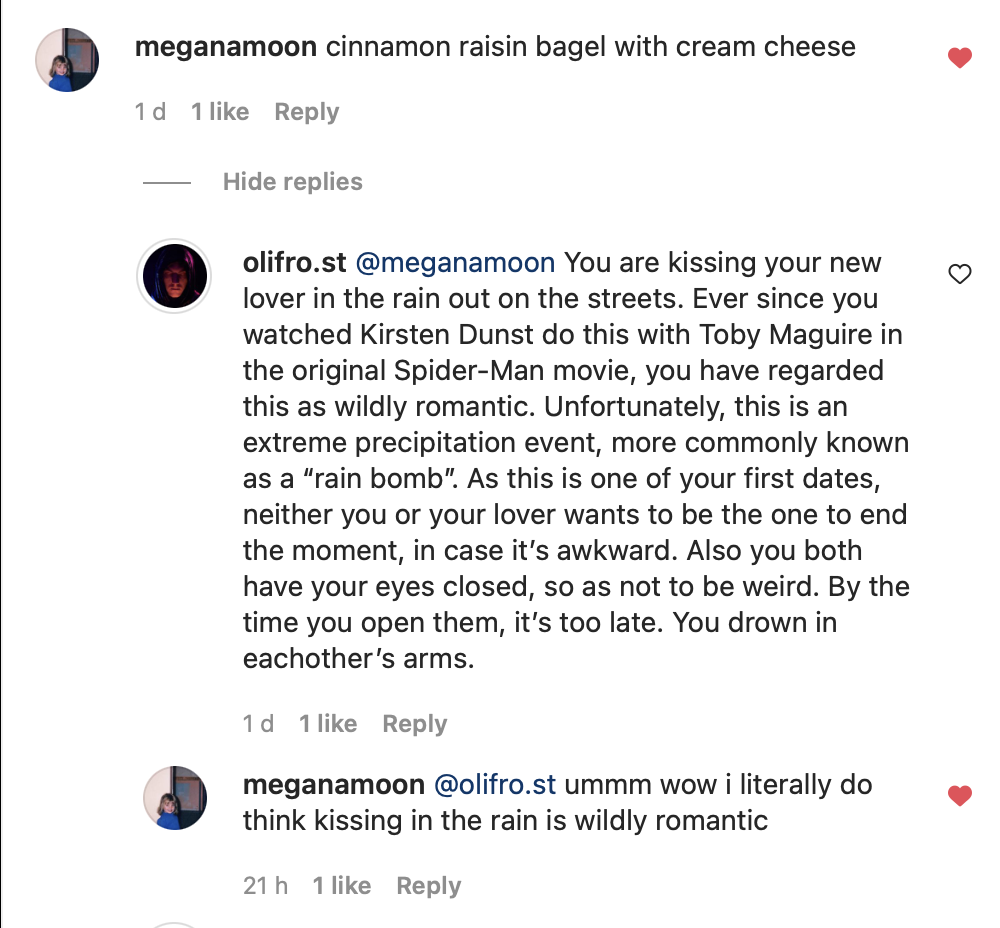 meganamoon cinnamon raisin bagel with cream cheese
1 d 1 like Reply
Hide replies
olifro.st @meganamoon You are kissing your new
lover in the rain out on the streets. Ever since you
watched Kirsten Dunst do this with Toby Maguire in
the original Spider-Man movie, you have regarded
this as wildly romantic. Unfortunately, this is an
extreme precipitation event, more commonly known
as a “rain bomb”. As this is one of your first dates,
neither you or your lover wants to be the one to end
the moment, in case it’s awkward. Also you both
have your eyes closed, so as not to be weird. By the
time you open them, it’s too late. You drown in
eachother’s arms.
1 d 1 like Reply
meganamoon @olifro.st ummm wow i literally do
think kissing in the rain is wildly romantic
21 h 1 like Reply